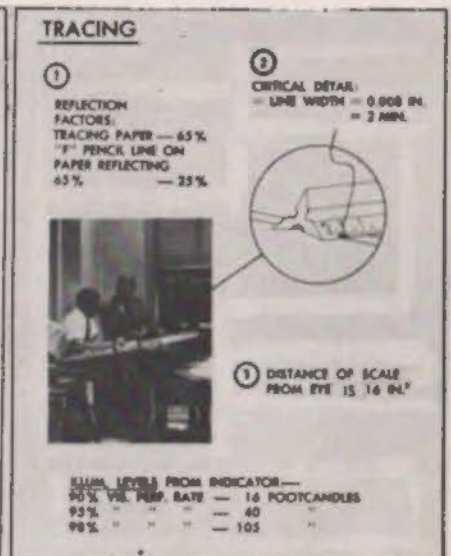 TRACING
①
REFLECTION
FACTORS:
TRACING PAPER — 65%
"F" PENCIL LINE ON
PAPER REFLECTING
65% — 25%
②
CRITICAL DETAIL:
= LINE WIDTH = 0.008 IN.
= 2 MIN.
③ DISTANCE OF SCALE
FROM EYE IS 16 IN.
ILLUM. LEVELS FROM INDICATOR—
90% VIS. PERF. RATE — 16 FOOTCANDLES
95% " " " — 40 "
98% " " " — 105 "